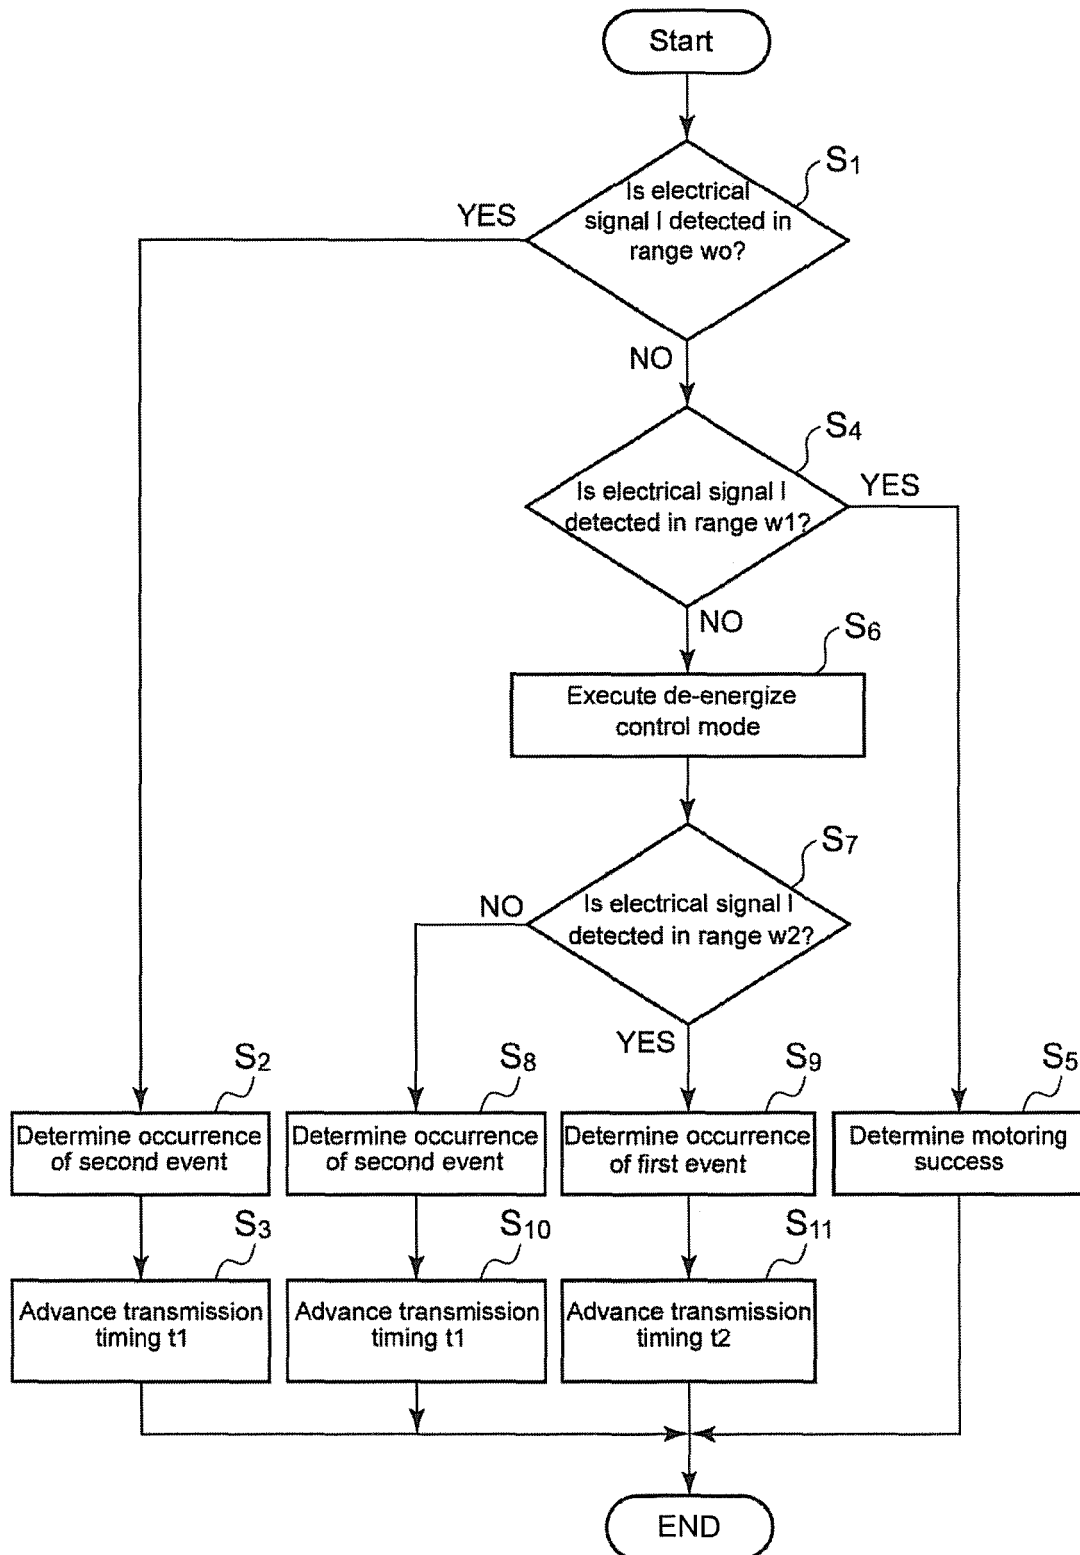 Start
S1
Is electrical
signal I detected in
range wo?
YES
NO
S4
Is electrical signal I
detected in range w1?
YES
NO
S6
Execute de-energize
control mode
S7
Is electrical signal I
detected in range w2?
NO
YES
S2
Determine occurrence
of second event
S8
Determine occurrence
of second event
S9
Determine occurrence
of first event
S5
Determine motoring
success
S3
Advance transmission
timing t1
S10
Advance transmission
timing t1
S11
Advance transmission
timing t2
END